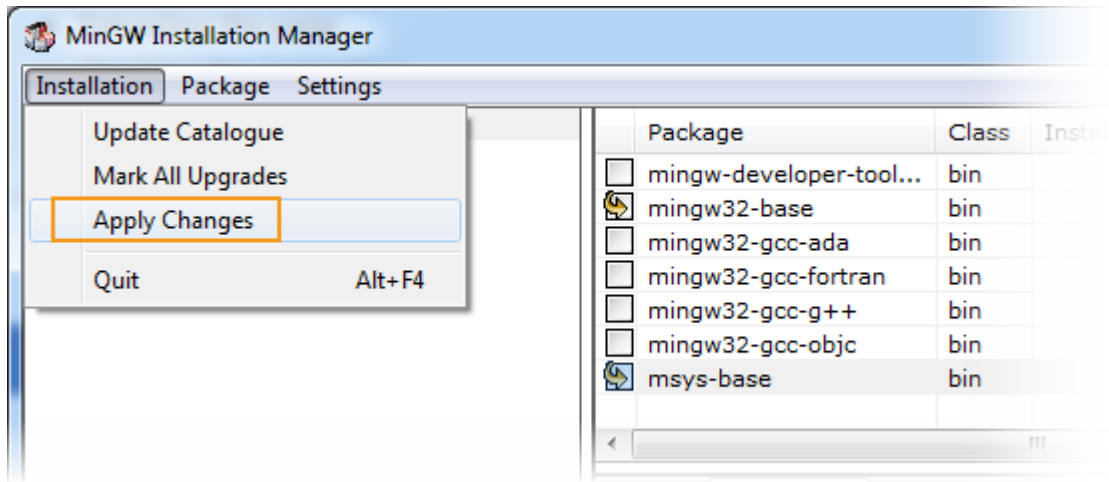 MinGW Installation Manager
Installation Package Settings
Update Catalogue
Mark All Upgrades
Apply Changes
Quit Alt+F4
Package Class
mingw-developer-tool... bin
mingw32-base bin
mingw32-gcc-ada bin
mingw32-gcc-fortran bin
mingw32-gcc-g++ bin
mingw32-gcc-objc bin
msys-base bin